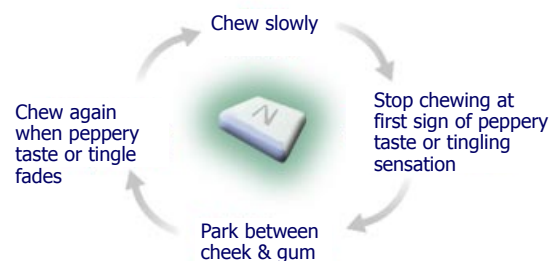 Chew slowly
Stop chewing at
first sign of peppery
taste or tingling
sensation
Park between
cheek & gum
Chew again
when peppery
taste or tingle
fades
N